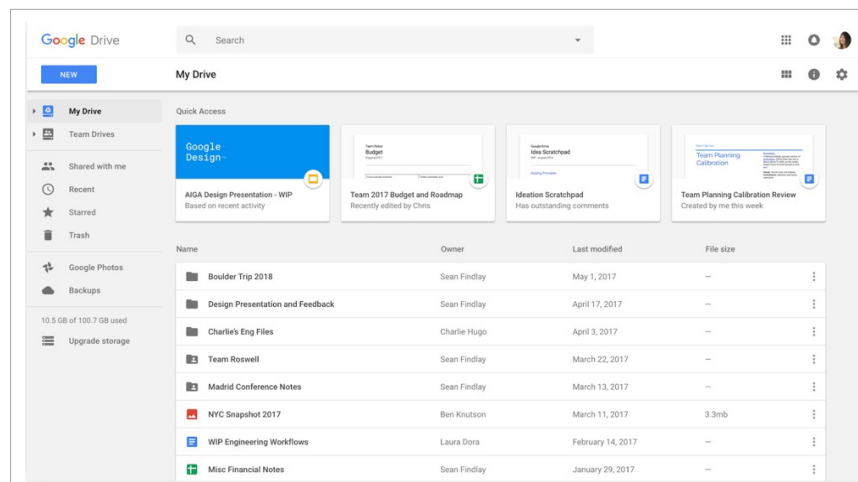 Google Drive
Search
NEW
My Drive
My Drive
Team Drives
Shared with me
Recent
Starred
Trash
Google Photos
Backups
10.5 GB of 100.7 GB used
Upgrade storage
Quick Access
Google
Design
AIGA Design Presentation - WIP
Based on recent activity
Budget
Team 2017 Budget and Roadmap
Recently edited by Chris
Idea Scratchpad
Ideation Scratchpad
Has outstanding comments
Team Planning
Calibration
Team Planning Calibration Review
Created by me this week
Name Owner Last modified File size
Boulder Trip 2018 Sean Findlay May 1, 2017 —
Design Presentation and Feedback Sean Findlay April 17, 2017 —
Charlie's Eng Files Charlie Hugo April 3, 2017 —
Team Roswell Sean Findlay March 22, 2017 —
Madrid Conference Notes Sean Findlay March 13, 2017 —
NYC Snapshot 2017 Ben Knutson March 11, 2017 3.3mb
WIP Engineering Workflows Laura Dora February 14, 2017 —
Misc Financial Notes Sean Findlay January 29, 2017 —